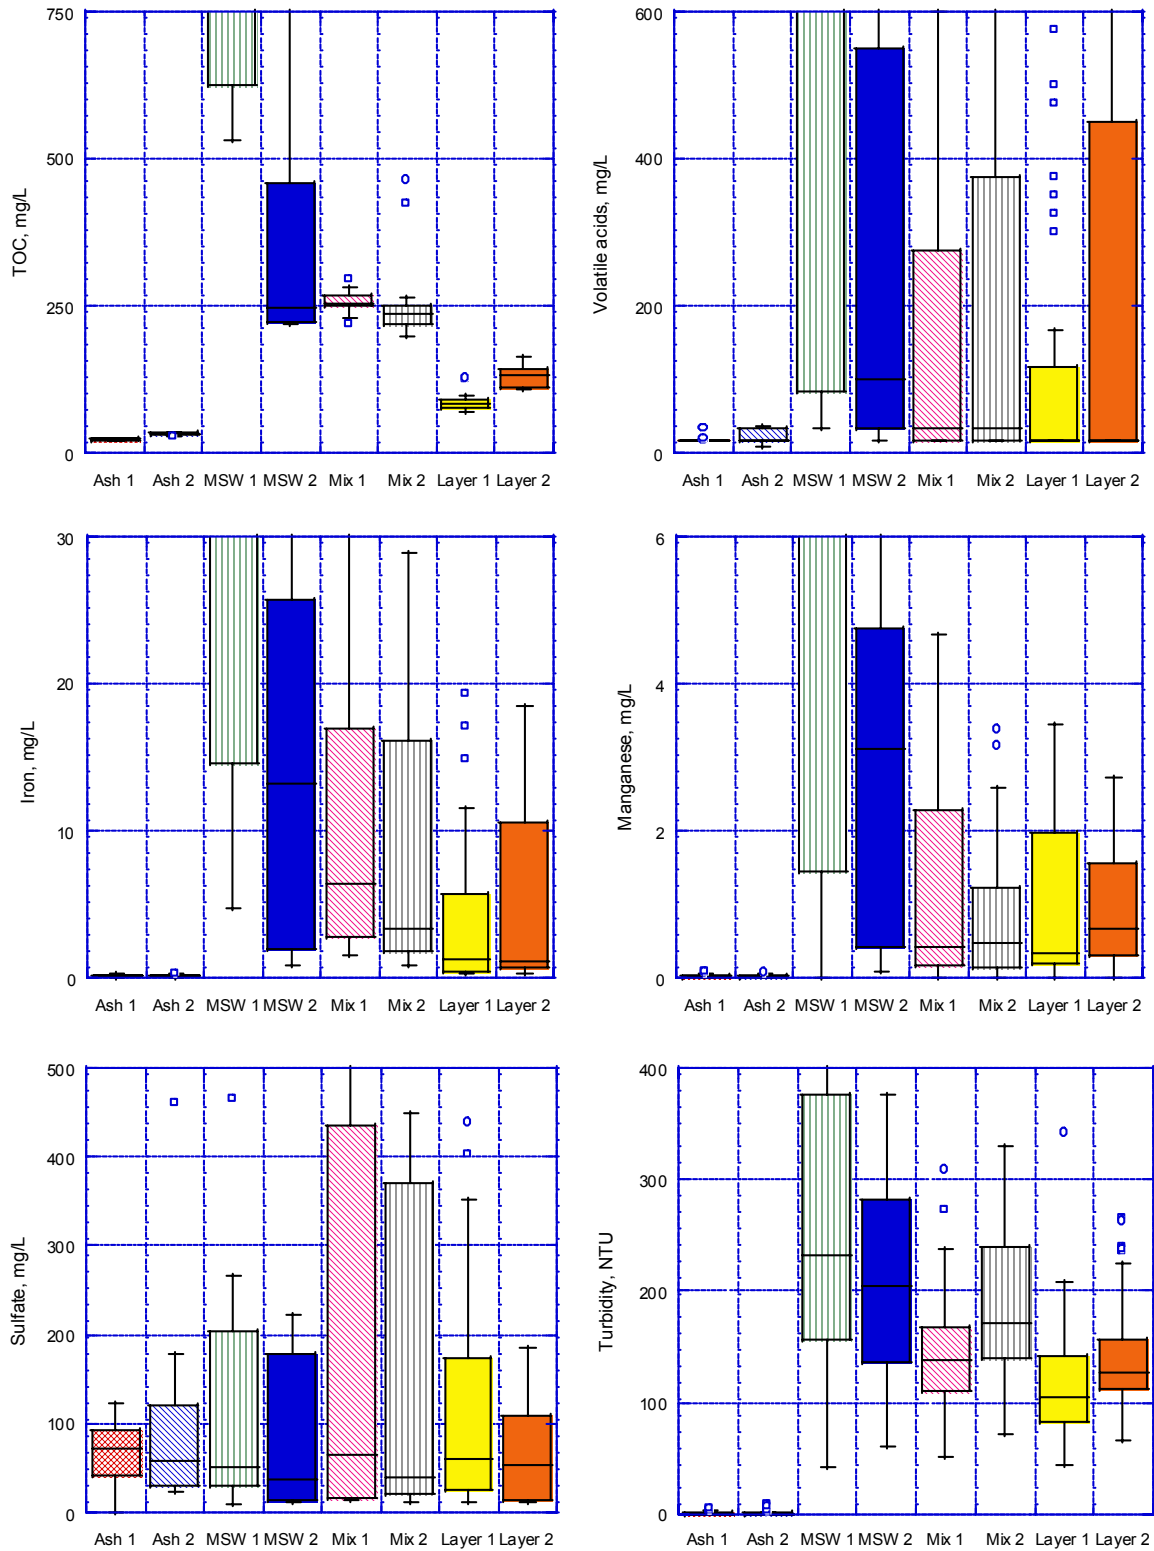 TOC, mg/L
750
500
250
0
Ash 1 Ash 2 MSW 1 MSW 2 Mix 1 Mix 2 Layer 1 Layer 2
Volatile acids, mg/L
600
400
200
0
Ash 1 Ash 2 MSW 1 MSW 2 Mix 1 Mix 2 Layer 1 Layer 2
Iron, mg/L
30
20
10
0
Ash 1 Ash 2 MSW 1 MSW 2 Mix 1 Mix 2 Layer 1 Layer 2
Manganese, mg/L
6
4
2
0
Ash 1 Ash 2 MSW 1 MSW 2 Mix 1 Mix 2 Layer 1 Layer 2
Sulfate, mg/L
500
400
300
200
100
0
Ash 1 Ash 2 MSW 1 MSW 2 Mix 1 Mix 2 Layer 1 Layer 2
Turbidity, NTU
400
300
200
100
0
Ash 1 Ash 2 MSW 1 MSW 2 Mix 1 Mix 2 Layer 1 Layer 2